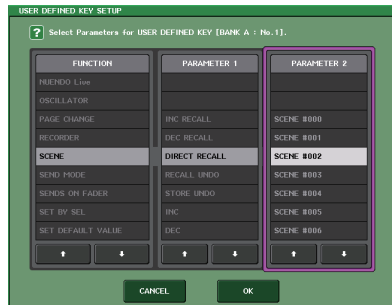 USER DEFINED KEY SETUP
? Select Parameters for USER DEFINED KEY [BANK A : No.1].
FUNCTION
NUENDO Live
OSCILLATOR
PAGE CHANGE
RECORDER
SCENE
SEND MODE
SENDS ON FADER
SET BY SEL
SET DEFAULT VALUE
PARAMETER 1
INC RECALL
DEC RECALL
DIRECT RECALL
RECALL UNDO
STORE UNDO
INC
DEC
PARAMETER 2
SCENE #000
SCENE #001
SCENE #002
SCENE #003
SCENE #004
SCENE #005
SCENE #006
CANCEL
OK